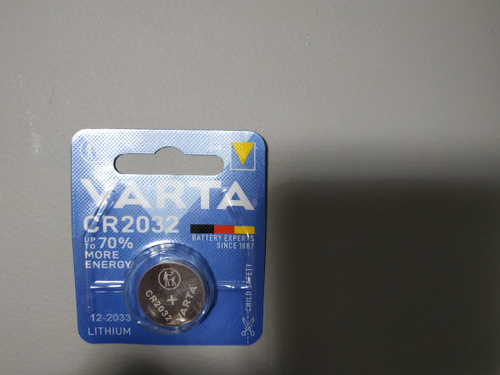 VARTA
CR2032
UP TO 70%
MORE
ENERGY
BATTERY EXPERTS
SINCE 1887
CR2032
+
VARTA
12-2033
LITHIUM
CHILD SAFETY